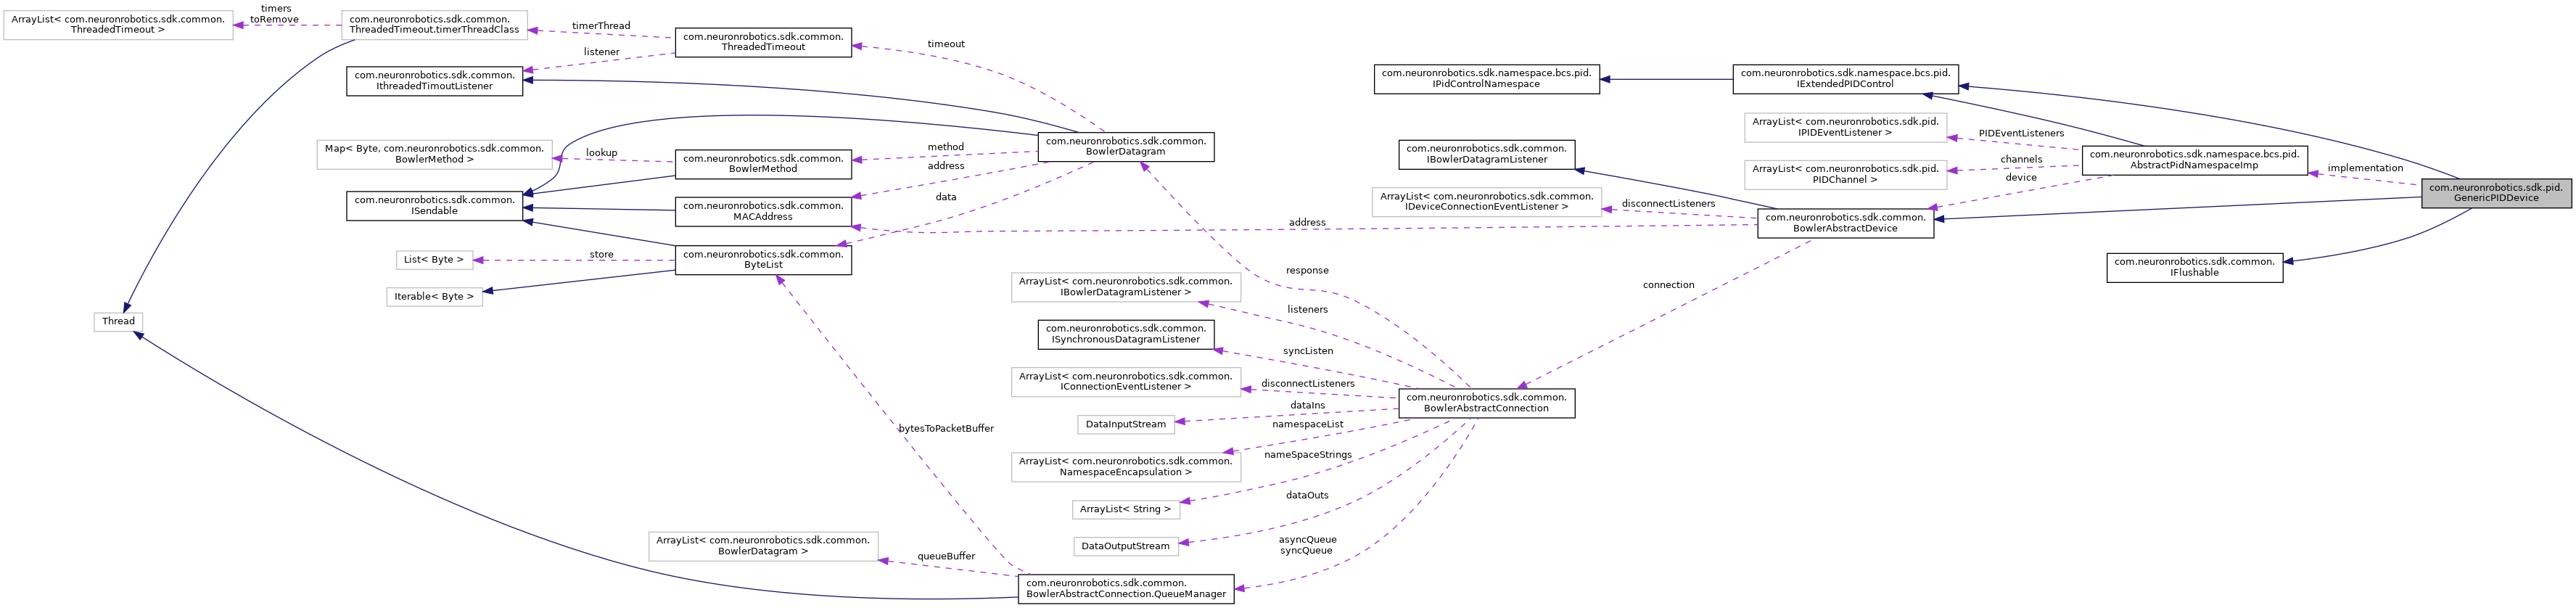 timers
toRemove
ArrayList< com.neuronrobotics.sdk.common.
ThreadedTimeout >
com.neuronrobotics.sdk.common.
ThreadedTimeout.timerThreadClass
timerThread
listener
com.neuronrobotics.sdk.common.
ThreadedTimeout
timeout
com.neuronrobotics.sdk.common.
IthreadedTimoutListener
Map< Byte, com.neuronrobotics.sdk.common.
BowlerMethod >
lookup
com.neuronrobotics.sdk.common.
BowlerMethod
method
address
data
com.neuronrobotics.sdk.common.
BowlerDatagram
com.neuronrobotics.sdk.common.
ISendable
com.neuronrobotics.sdk.common.
MACAddress
List< Byte >
store
com.neuronrobotics.sdk.common.
ByteList
Iterable< Byte >
Thread
com.neuronrobotics.sdk.namespace.bcs.pid.
IPidControlNamespace
com.neuronrobotics.sdk.namespace.bcs.pid.
IExtendedPIDControl
ArrayList< com.neuronrobotics.sdk.pid.
IPIDEventListener >
PIDEventListeners
com.neuronrobotics.sdk.common.
IBowlerDatagramListener
ArrayList< com.neuronrobotics.sdk.pid.
PIDChannel >
channels
device
com.neuronrobotics.sdk.namespace.bcs.pid.
AbstractPidNamespaceImp
implementation
com.neuronrobotics.sdk.pid.
GenericPIDDevice
ArrayList< com.neuronrobotics.sdk.common.
IDeviceConnectionEventListener >
disconnectListeners
com.neuronrobotics.sdk.common.
BowlerAbstractDevice
address
com.neuronrobotics.sdk.common.
IFlushable
connection
response
ArrayList< com.neuronrobotics.sdk.common.
IBowlerDatagramListener >
listeners
com.neuronrobotics.sdk.common.
ISynchronousDatagramListener
syncListen
ArrayList< com.neuronrobotics.sdk.common.
IConnectionEventListener >
disconnectListeners
com.neuronrobotics.sdk.common.
BowlerAbstractConnection
dataIns
DataInputStream
namespaceList
bytesToPacketBuffer
ArrayList< com.neuronrobotics.sdk.common.
NamespaceEncapsulation >
nameSpaceStrings
ArrayList< String >
dataOuts
DataOutputStream
asyncQueue
syncQueue
ArrayList< com.neuronrobotics.sdk.common.
BowlerDatagram >
queueBuffer
com.neuronrobotics.sdk.common.
BowlerAbstractConnection.QueueManager